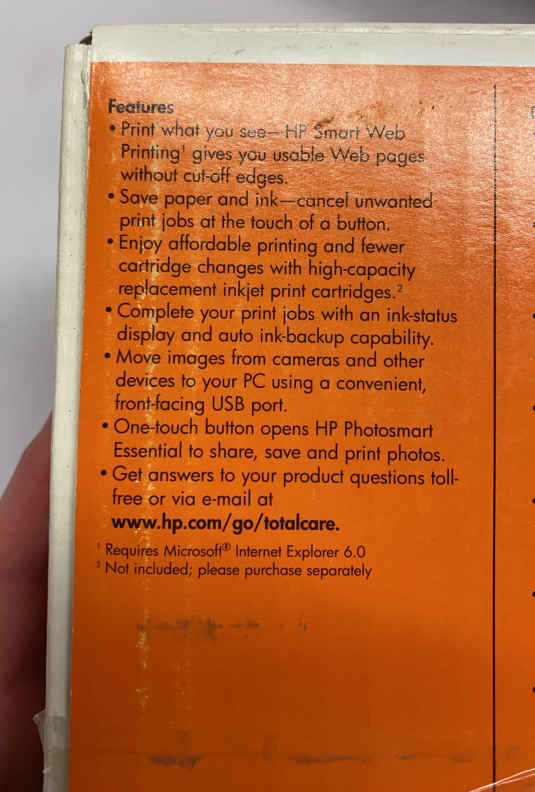 Features
• Print what you see—HP Smart Web
Printing¹ gives you usable Web pages
without cut-off edges.
• Save paper and ink—cancel unwanted
print jobs at the touch of a button.
• Enjoy affordable printing and fewer
cartridge changes with high-capacity
replacement inkjet print cartridges.²
• Complete your print jobs with an ink-status
display and auto ink-backup capability.
• Move images from cameras and other
devices to your PC using a convenient,
front-facing USB port.
• One-touch button opens HP Photosmart
Essential to share, save and print photos.
• Get answers to your product questions toll-
free or via e-mail at
www.hp.com/go/totalcare.
¹ Requires Microsoft® Internet Explorer 6.0
² Not included; please purchase separately